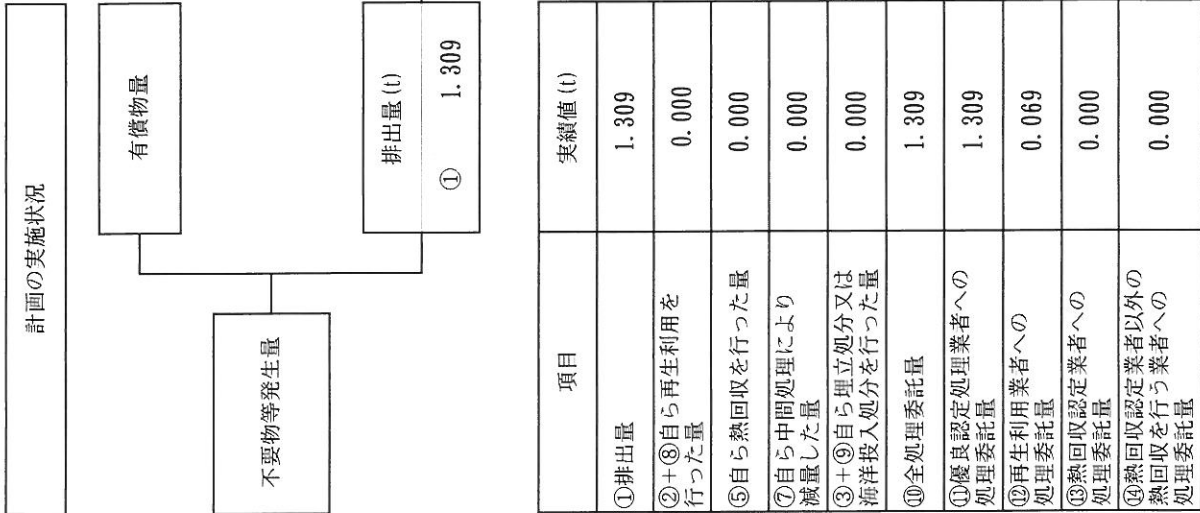 計画の実施状況
有償物量
不要物等発生量
排出量(t)
① 1.309
項目 実績値(t)
①排出量 1.309
②+⑧自ら再生利用を
行った量 0.000
⑤自ら熱回収を行った量 0.000
⑦自ら中間処理により
減量した量 0.000
③+⑨自ら埋立処分又は
海洋投入処分を行った量 0.000
⑩全処理委託量 1.309
⑪優良認定処理業者への
処理委託量 1.309
⑫再生利用業者への
処理委託量 0.069
⑬熱回収認定業者への
処理委託量 0.000
⑭熱回収認定業者以外の
熱回収を行う業者への
処理委託量 0.000